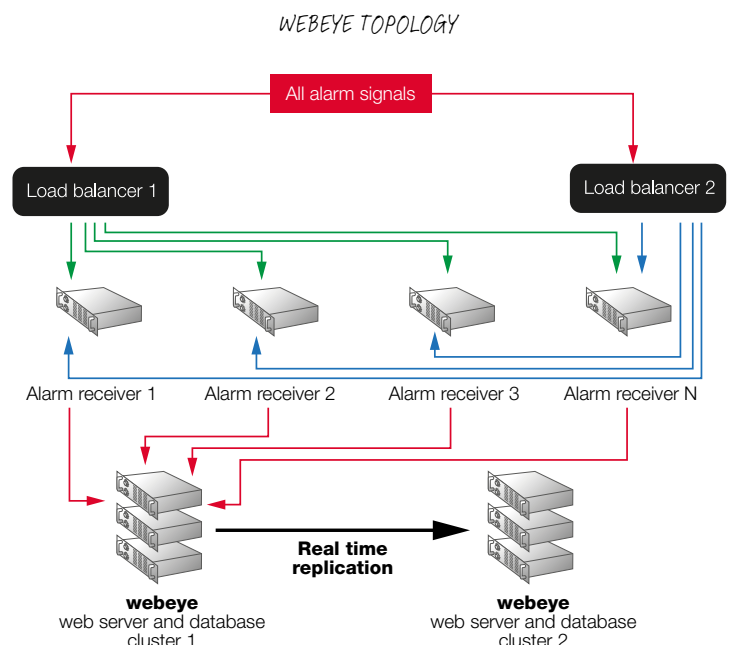 WEBEYE TOPOLOGY
All alarm signals
Load balancer 1
Load balancer 2
Alarm receiver 1
Alarm receiver 2
Alarm receiver 3
Alarm receiver N
Real time
replication
webeye
web server and database
cluster 1
webeye
web server and database
cluster 2